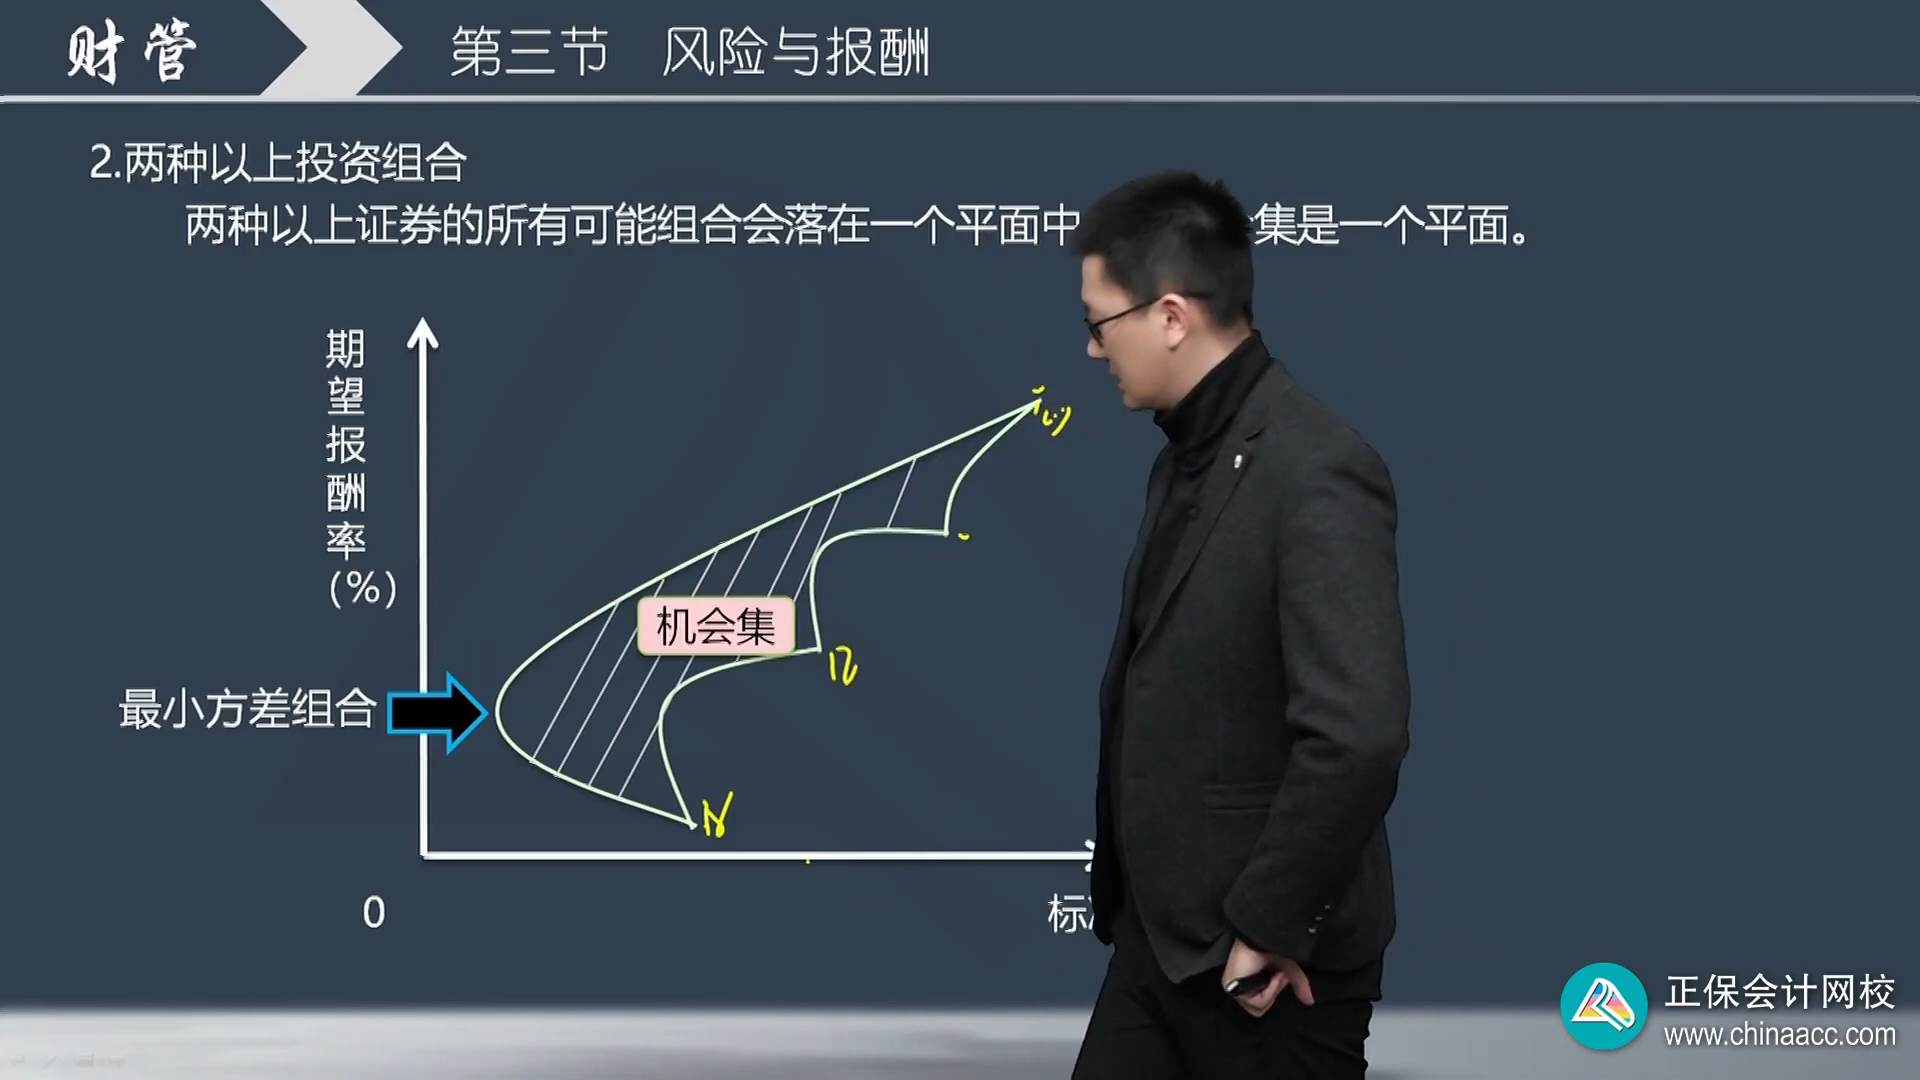 财管
第三节 风险与报酬
2.两种以上投资组合
两种以上证券的所有可能组合会落在一个平面中 集是一个平面。
期望报酬率(%)
机会集
最小方差组合
0
标
正保会计网校
www.chinaacc.com